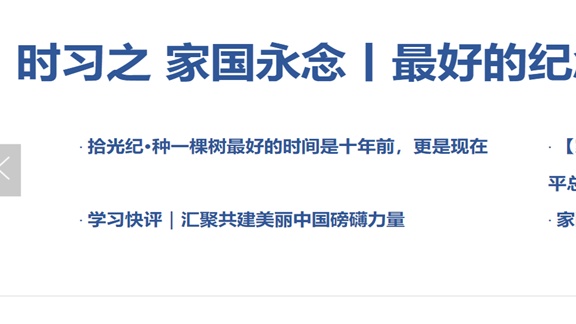 时习之 家国永念丨最好的纪
· 拾光纪·种一棵树最好的时间是十年前，更是现在
· 【
平总
· 学习快评｜汇聚共建美丽中国磅礴力量
· 家